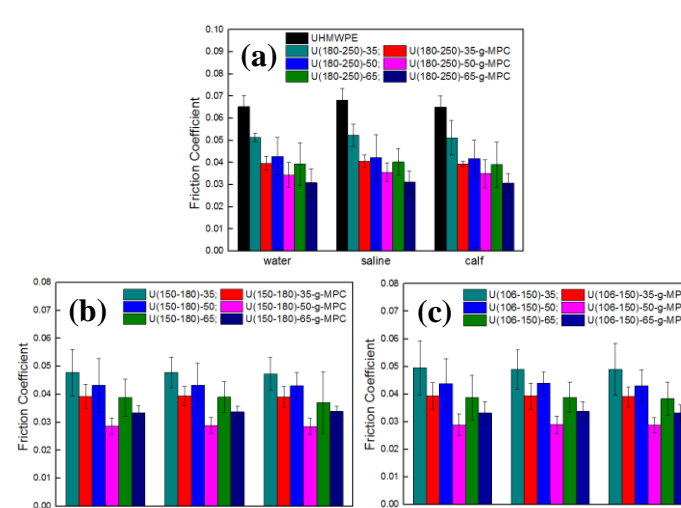 (a)
UHMWPE
U(180-250)-35; U(180-250)-35-g-MPC
U(180-250)-50; U(180-250)-50-g-MPC
U(180-250)-65; U(180-250)-65-g-MPC
Friction Coefficient
0.10
0.09
0.08
0.07
0.06
0.05
0.04
0.03
0.02
0.01
0.00
water saline calf
(b)
U(150-180)-35; U(150-180)-35-g-MPC
U(150-180)-50; U(150-180)-50-g-MPC
U(150-180)-65; U(150-180)-65-g-MPC
Friction Coefficient
0.08
0.07
0.06
0.05
0.04
0.03
0.02
0.01
0.00
(c)
U(106-150)-35; U(106-150)-35-g-MPC
U(106-150)-50; U(106-150)-50-g-MPC
U(106-150)-65; U(106-150)-65-g-MPC
Friction Coefficient
0.08
0.07
0.06
0.05
0.04
0.03
0.02
0.01
0.00